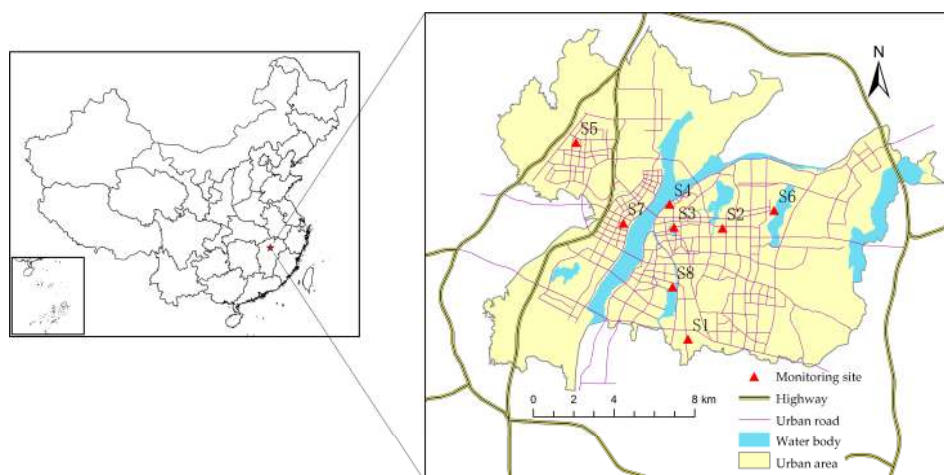 N
S5
S4
S6
S7
S3
S2
S8
S1
0 2 4 8 km
Monitoring site
Highway
Urban road
Water body
Urban area